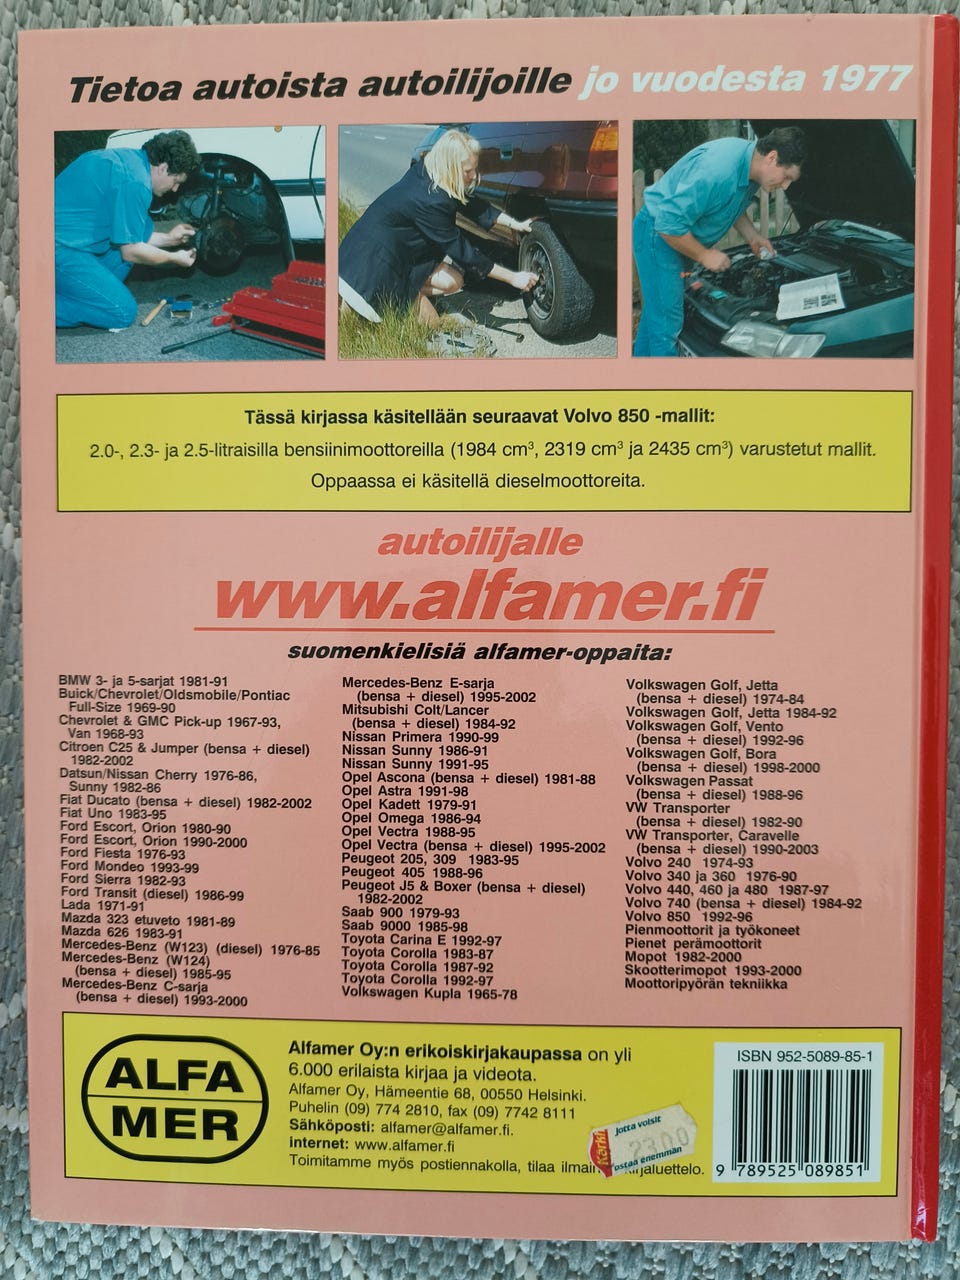 Tietoa autoista autoilijoille jo vuodesta 1977
Tässä kirjassa käsitellään seuraavat Volvo 850 -mallit:
2.0-, 2.3- ja 2.5-litraisilla bensiinimoottoreilla (1984 cm³, 2319 cm³ ja 2435 cm³) varustetut mallit.
Oppaassa ei käsitellä dieselmoottoreita.
autoilijalle
www.alfamer.fi
suomenkielisiä alfamer-oppaita:
BMW 3- ja 5-sarjat 1981-91
Buick/Chevrolet/Oldsmobile/Pontiac
Full-Size 1969-90
Chevrolet & GMC Pick-up 1967-93,
Van 1968-93
Citroen C25 & Jumper (bensa + diesel)
1982-2002
Datsun/Nissan Cherry 1976-86,
Sunny 1982-86
Fiat Ducato (bensa + diesel) 1982-2002
Fiat Uno 1983-95
Ford Escort, Orion 1980-90
Ford Escort, Orion 1990-2000
Ford Fiesta 1976-93
Ford Mondeo 1993-99
Ford Sierra 1982-93
Ford Transit (diesel) 1986-99
Lada 1971-91
Mazda 323 etuveto 1981-89
Mazda 626 1983-91
Mercedes-Benz (W123) (diesel) 1976-85
Mercedes-Benz (W124)
(bensa + diesel) 1985-95
Mercedes-Benz C-sarja
(bensa + diesel) 1993-2000
Mercedes-Benz E-sarja
(bensa + diesel) 1995-2002
Mitsubishi Colt/Lancer
(bensa + diesel) 1984-92
Nissan Primera 1990-99
Nissan Sunny 1986-91
Nissan Sunny 1991-95
Opel Ascona (bensa + diesel) 1981-88
Opel Astra 1991-98
Opel Kadett 1979-91
Opel Omega 1986-94
Opel Vectra 1988-95
Opel Vectra (bensa + diesel) 1995-2002
Peugeot 205, 309 1983-95
Peugeot 405 1988-96
Peugeot J5 & Boxer (bensa + diesel)
1982-2002
Saab 900 1979-93
Saab 9000 1985-98
Toyota Carina E 1992-97
Toyota Corolla 1983-87
Toyota Corolla 1987-92
Toyota Corolla 1992-97
Volkswagen Kupla 1965-78
Volkswagen Golf, Jetta
(bensa + diesel) 1974-84
Volkswagen Golf, Jetta 1984-92
Volkswagen Golf, Vento
(bensa + diesel) 1992-96
Volkswagen Golf, Bora
(bensa + diesel) 1998-2000
Volkswagen Passat
(bensa + diesel) 1988-96
VW Transporter
(bensa + diesel) 1982-90
VW Transporter, Caravelle
(bensa + diesel) 1990-2003
Volvo 240 1974-93
Volvo 340 ja 360 1976-90
Volvo 440, 460 ja 480 1987-97
Volvo 740 (bensa + diesel) 1984-92
Volvo 850 1992-96
Pienmoottorit ja työkoneet
Pienet perämoottorit
Mopot 1982-2000
Skootterimopot 1993-2000
Moottoripyörän tekniikka
ALFA
MER
Alfamer Oy:n erikoiskirjakaupassa on yli
6.000 erilaista kirjaa ja videota.
Alfamer Oy, Hämeentie 68, 00550 Helsinki.
Puhelin (09) 774 2810, fax (09) 7742 8111
Sähköposti: alfamer@alfamer.fi.
internet: www.alfamer.fi
Toimitamme myös postiennakolla, tilaa ilmain kirjaluettelo.
Kärki
jotta voisit
23.00
ostaa enemmän
ISBN 952-5089-85-1
9 789525 089851